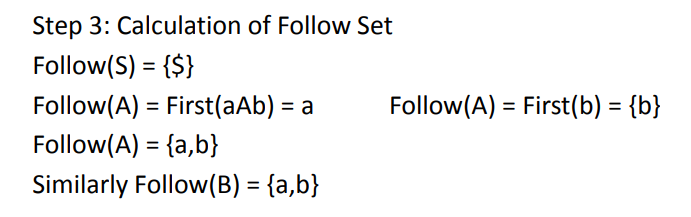 Step 3: Calculation of Follow Set
Follow(S) = {$}
Follow(A) = First(aAb) = a Follow(A) = First(b) = {b}
Follow(A) = {a,b}
Similarly Follow(B) = {a,b}